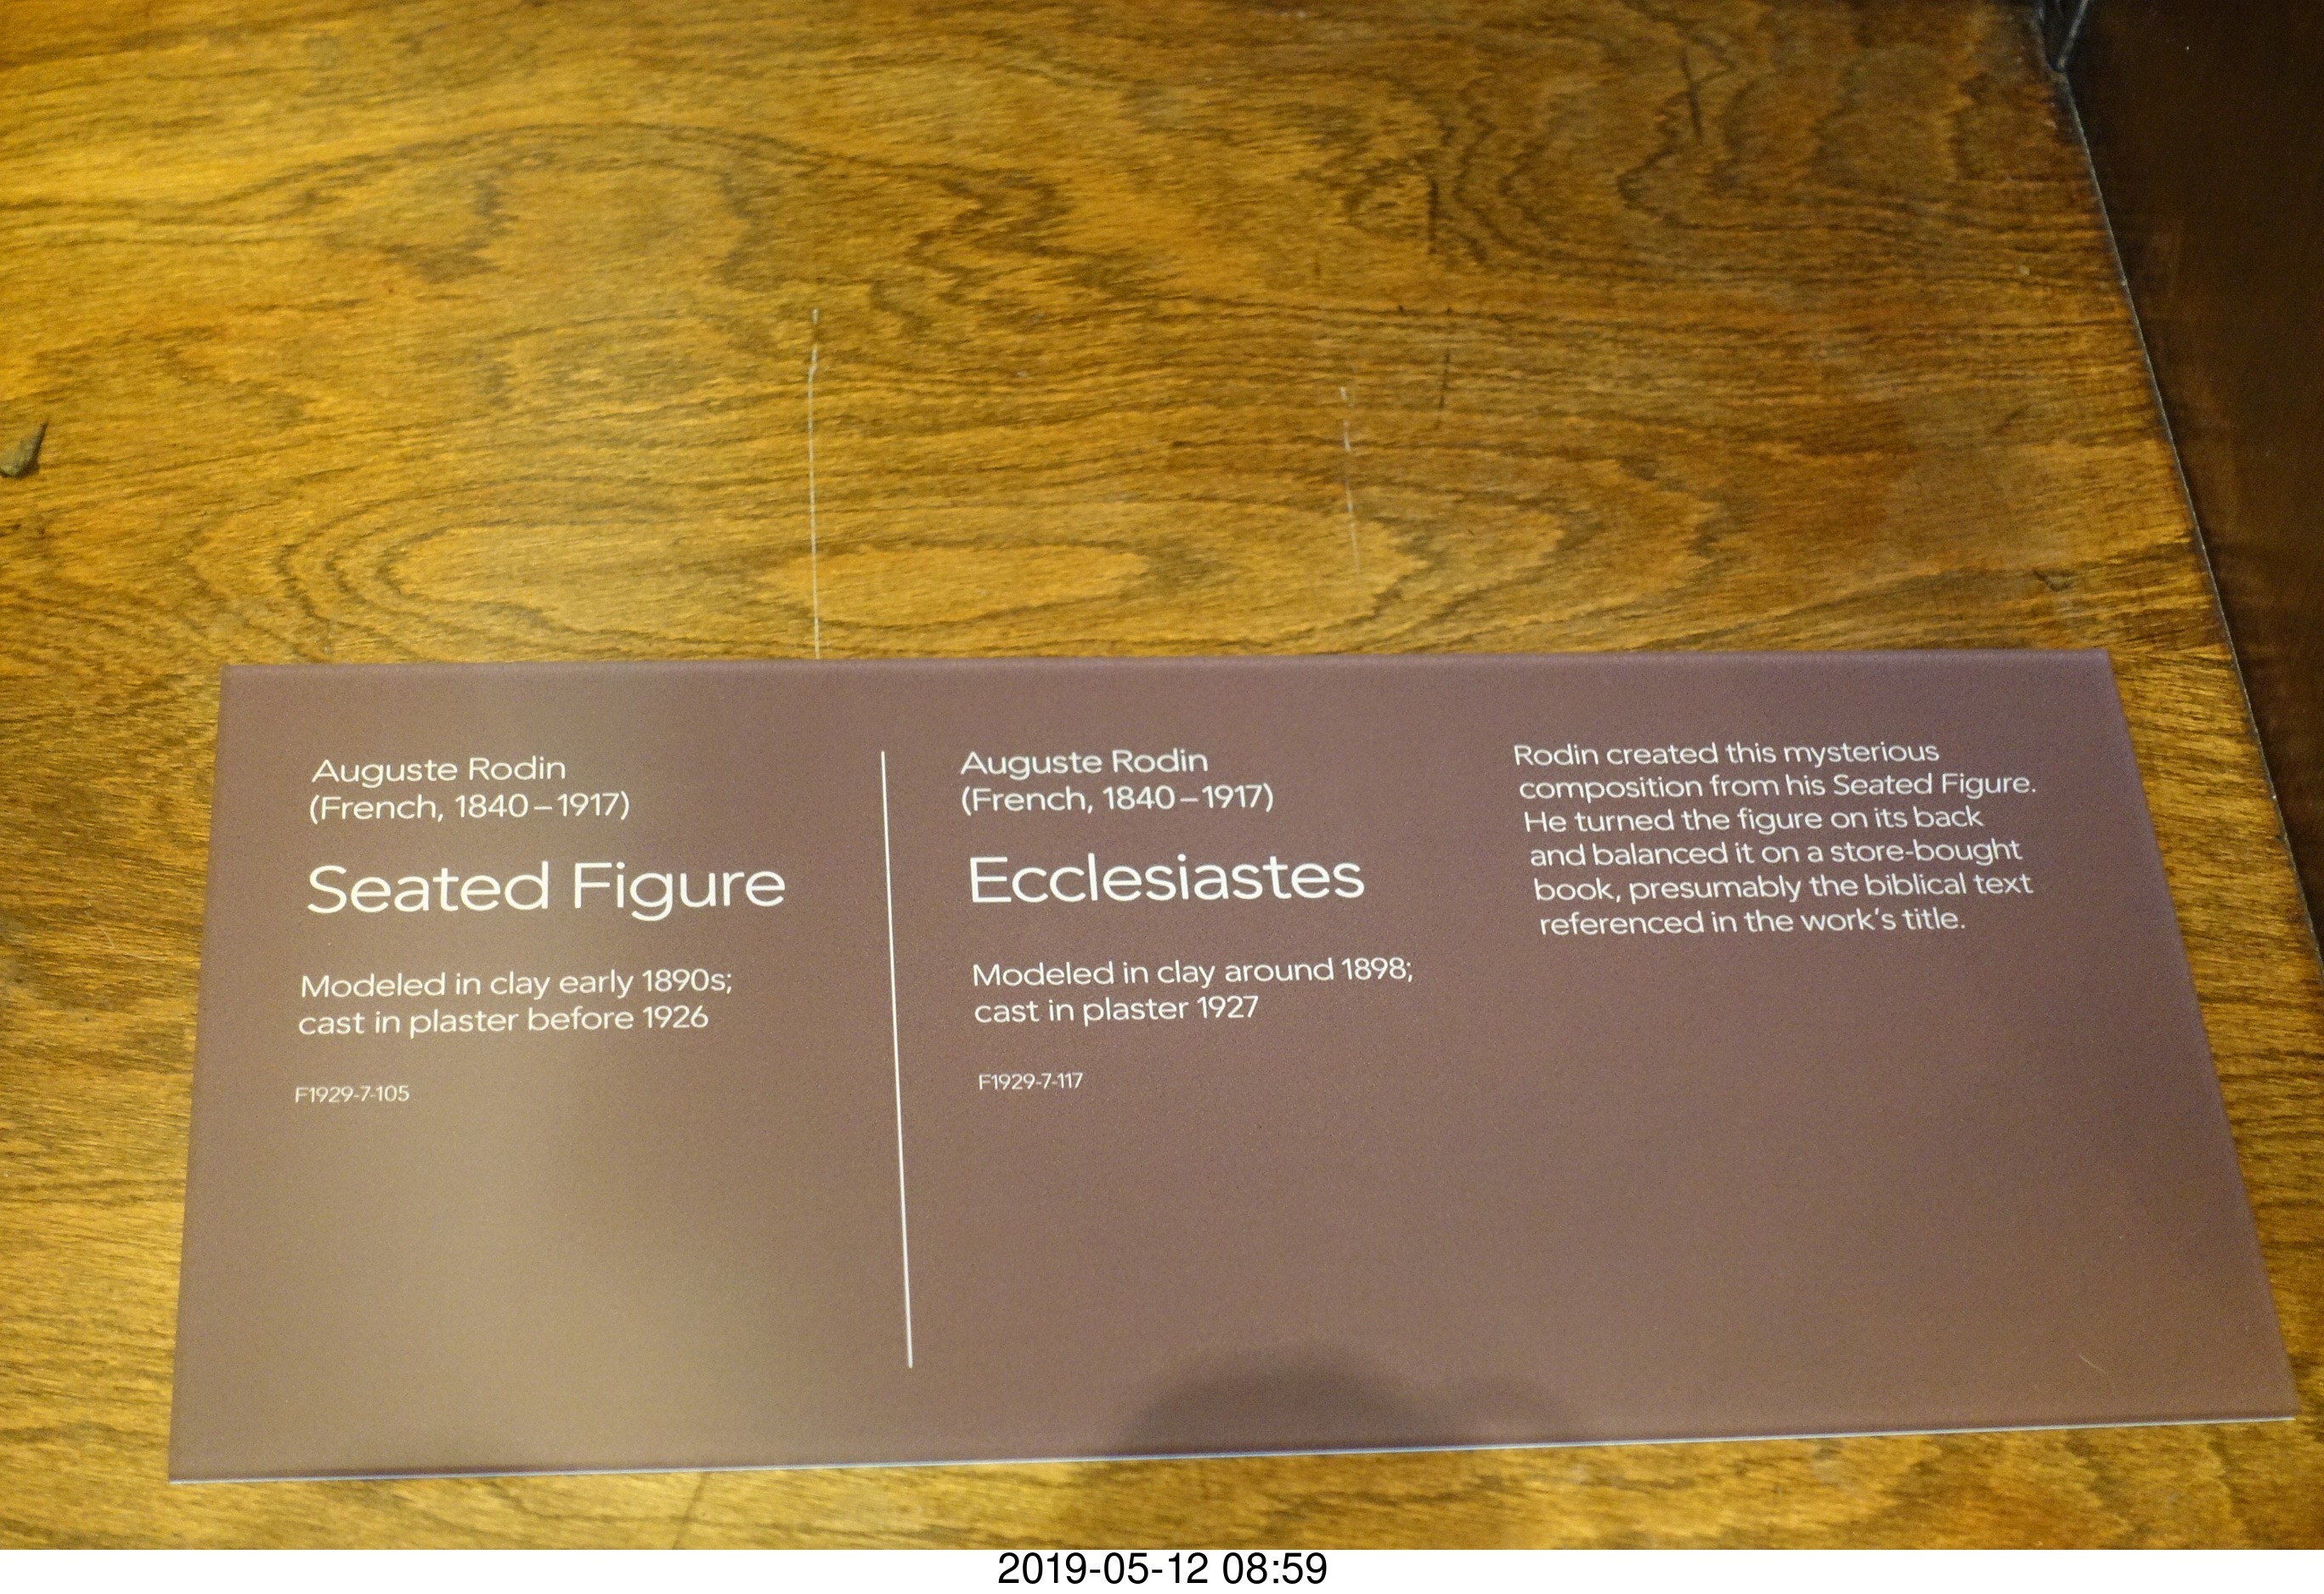 Auguste Rodin
(French, 1840–1917)
Seated Figure
Modeled in clay early 1890s;
cast in plaster before 1926
F1929-7-105
Auguste Rodin
(French, 1840–1917)
Ecclesiastes
Modeled in clay around 1898;
cast in plaster 1927
F1929-7-117
Rodin created this mysterious
composition from his Seated Figure.
He turned the figure on its back
and balanced it on a store-bought
book, presumably the biblical text
referenced in the work's title.
2019-05-12 08:59